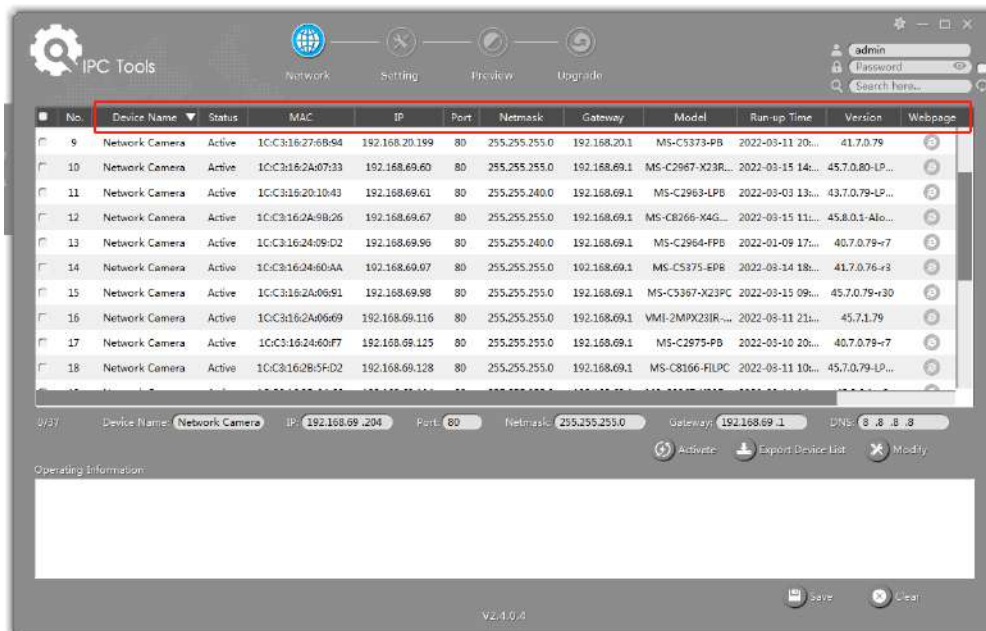 admin
IPC Tools
Password
Network Setting Preview Upgrade
Search here...
No. Device Name ▼ Status MAC IP Port Netmask Gateway Model Run-up Time Version Webpage
9 Network Camera Active 1C:C3:16:27:6B:94 192.168.20.199 80 255.255.255.0 192.168.20.1 MS-C5373-PB 2022-03-11 20:... 41.7.0.79
10 Network Camera Active 1C:C3:16:2A:07:33 192.168.69.60 80 255.255.255.0 192.168.69.1 MS-C2967-X23R... 2022-03-15 14:... 45.7.0.80-LP...
11 Network Camera Active 1C:C3:16:20:10:43 192.168.69.61 80 255.255.240.0 192.168.69.1 MS-C2963-LPB 2022-03-03 13:... 43.7.0.79-LP...
12 Network Camera Active 1C:C3:16:2A:9B:26 192.168.69.67 80 255.255.255.0 192.168.69.1 MS-C8266-X4G... 2022-03-15 11:... 45.8.0.1-Alo...
13 Network Camera Active 1C:C3:16:24:09:D2 192.168.69.96 80 255.255.240.0 192.168.69.1 MS-C2964-FPB 2022-01-09 17:... 40.7.0.79-r7
14 Network Camera Active 1C:C3:16:24:60:AA 192.168.69.97 80 255.255.255.0 192.168.69.1 MS-C5375-EPB 2022-03-14 18:... 41.7.0.76-r3
15 Network Camera Active 1C:C3:16:2A:06:91 192.168.69.98 80 255.255.255.0 192.168.69.1 MS-C5367-X23PC 2022-03-15 09:... 45.7.0.79-r30
16 Network Camera Active 1C:C3:16:2A:06:69 192.168.69.116 80 255.255.255.0 192.168.69.1 VMI-2MPX23IR-... 2022-03-11 21:... 45.7.1.79
17 Network Camera Active 1C:C3:16:24:60:F7 192.168.69.125 80 255.255.255.0 192.168.69.1 MS-C2975-PB 2022-03-10 20:... 40.7.0.79-r7
18 Network Camera Active 1C:C3:16:2B:5F:D2 192.168.69.128 80 255.255.255.0 192.168.69.1 MS-C8166-FILPC 2022-03-11 10:... 45.7.0.79-LP...
0/37 Device Name: Network Camera IP: 192.168.69 .204 Port: 80 Netmask: 255.255.255.0 Gateway: 192.168.69 .1 DNS: 8 .8 .8 .8
Activate Export Device List Modify
Operating Information
Save Clear
V2.4.0.4